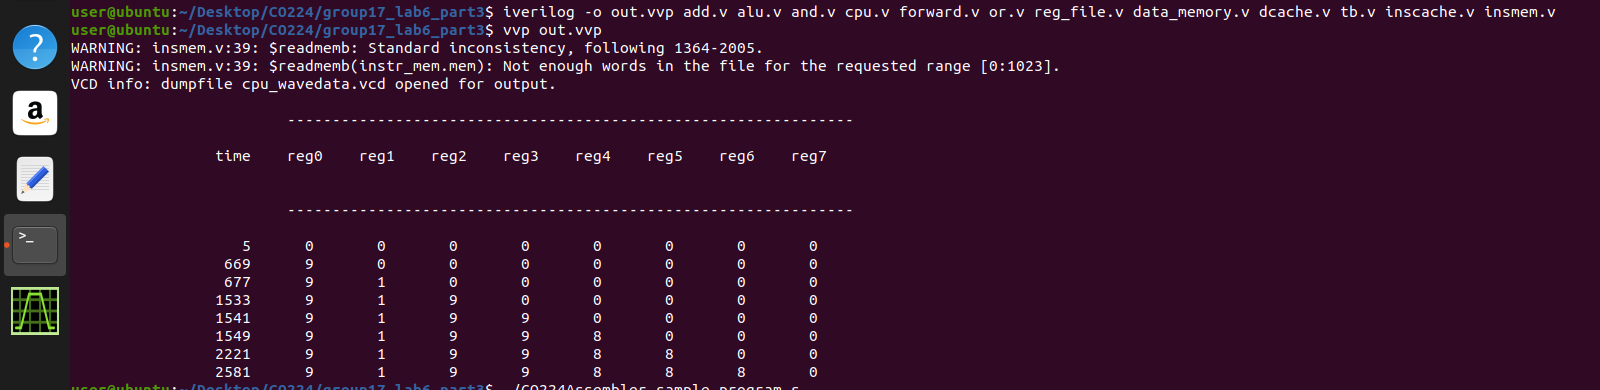 user@ubuntu:~/Desktop/CO224/group17_lab6_part3$ iverilog -o out.vvp add.v alu.v and.v cpu.v forward.v or.v reg_file.v data_memory.v dcache.v tb.v inscache.v insmem.v
user@ubuntu:~/Desktop/CO224/group17_lab6_part3$ vvp out.vvp
WARNING: insmem.v:39: $readmemb: Standard inconsistency, following 1364-2005.
WARNING: insmem.v:39: $readmemb(instr_mem.mem): Not enough words in the file for the requested range [0:1023].
VCD info: dumpfile cpu_wavedata.vcd opened for output.
---------------------------------------------------------------
time reg0 reg1 reg2 reg3 reg4 reg5 reg6 reg7
---------------------------------------------------------------
5 0 0 0 0 0 0 0 0
669 9 0 0 0 0 0 0 0
677 9 1 0 0 0 0 0 0
1533 9 1 9 0 0 0 0 0
1541 9 1 9 9 0 0 0 0
1549 9 1 9 9 8 0 0 0
2221 9 1 9 9 8 8 0 0
2581 9 1 9 9 8 8 8 0
user@ubuntu:~/Desktop/CO224/group17_lab6_part3$ ./CO224Assembler sample_program.s